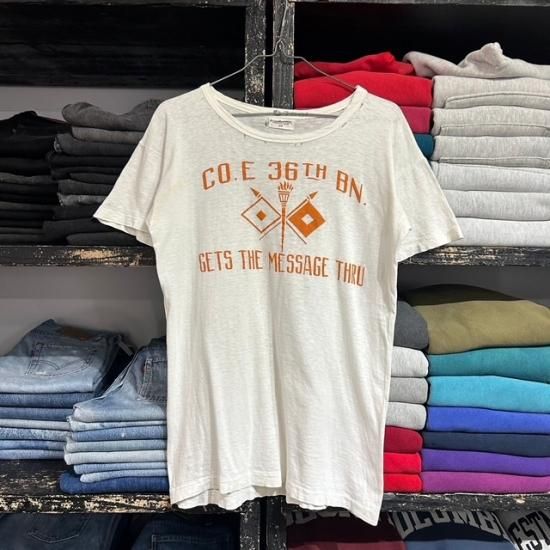 CO.E 36TH BN.
GETS THE MESSAGE THRU